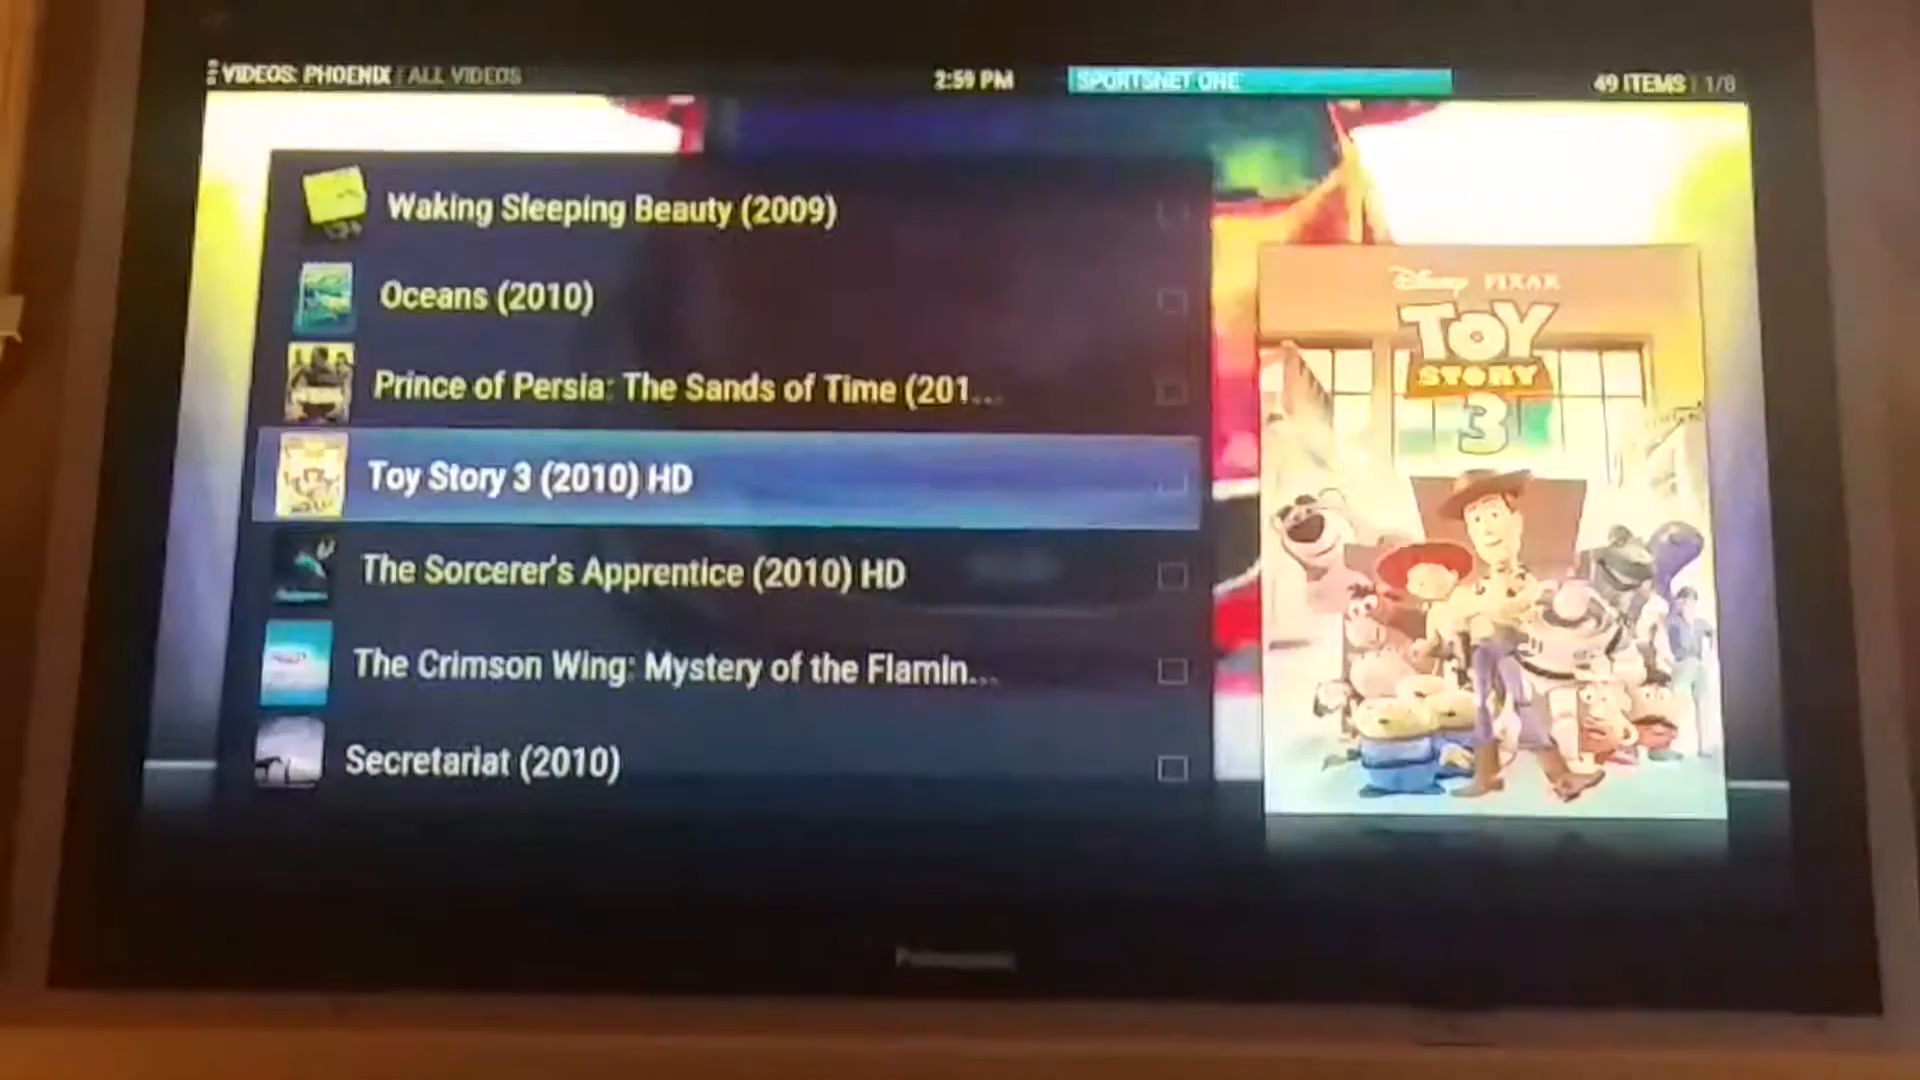 VIDEOS: PHOENIX / ALL VIDEOS
2:59 PM
SPORTSNET ONE
49 ITEMS | 1/8
Waking Sleeping Beauty (2009)
Oceans (2010)
Prince of Persia: The Sands of Time (201...
Toy Story 3 (2010) HD
The Sorcerer's Apprentice (2010) HD
The Crimson Wing: Mystery of the Flamin...
Secretariat (2010)
Disney PIXAR
TOY
STORY
3
Panasonic